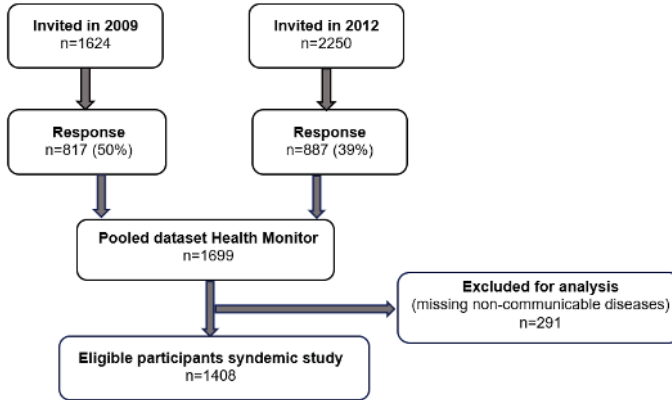 Invited in 2009
n=1624
Invited in 2012
n=2250
Response
n=817 (50%)
Response
n=887 (39%)
Pooled dataset Health Monitor
n=1699
Excluded for analysis
(missing non-communicable diseases)
n=291
Eligible participants syndemic study
n=1408